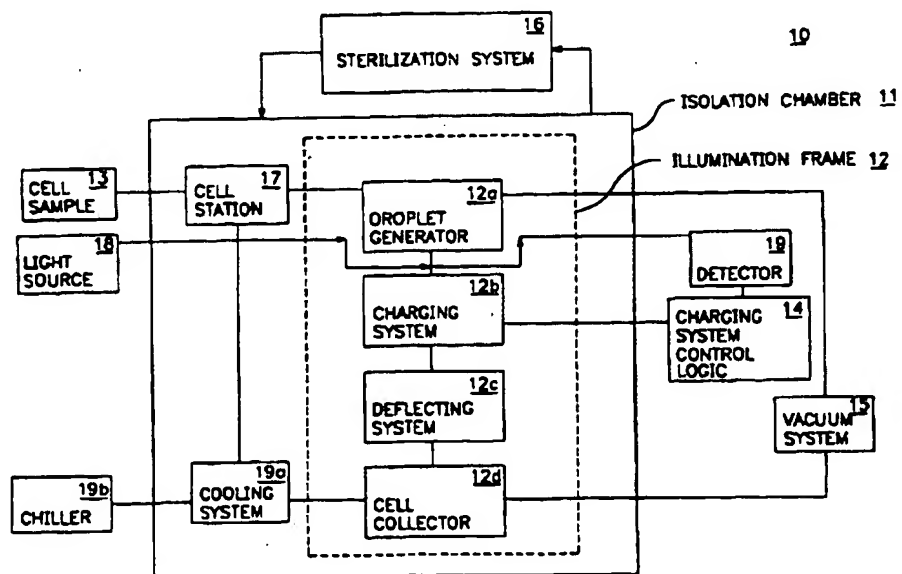 16
STERILIZATION SYSTEM
10
ISOLATION CHAMBER 11
ILLUMINATION FRAME 12
13
CELL
SAMPLE
17
CELL
STATION
12a
OROPLET
GENERATOR
18
LIGHT
SOURCE
19
DETECTOR
12b
CHARGING
SYSTEM
14
CHARGING
SYSTEM
CONTROL
LOGIC
12c
DEFLECTING
SYSTEM
15
VACUUM
SYSTEM
19b
CHILLER
19a
COOLING
SYSTEM
12d
CELL
COLLECTOR